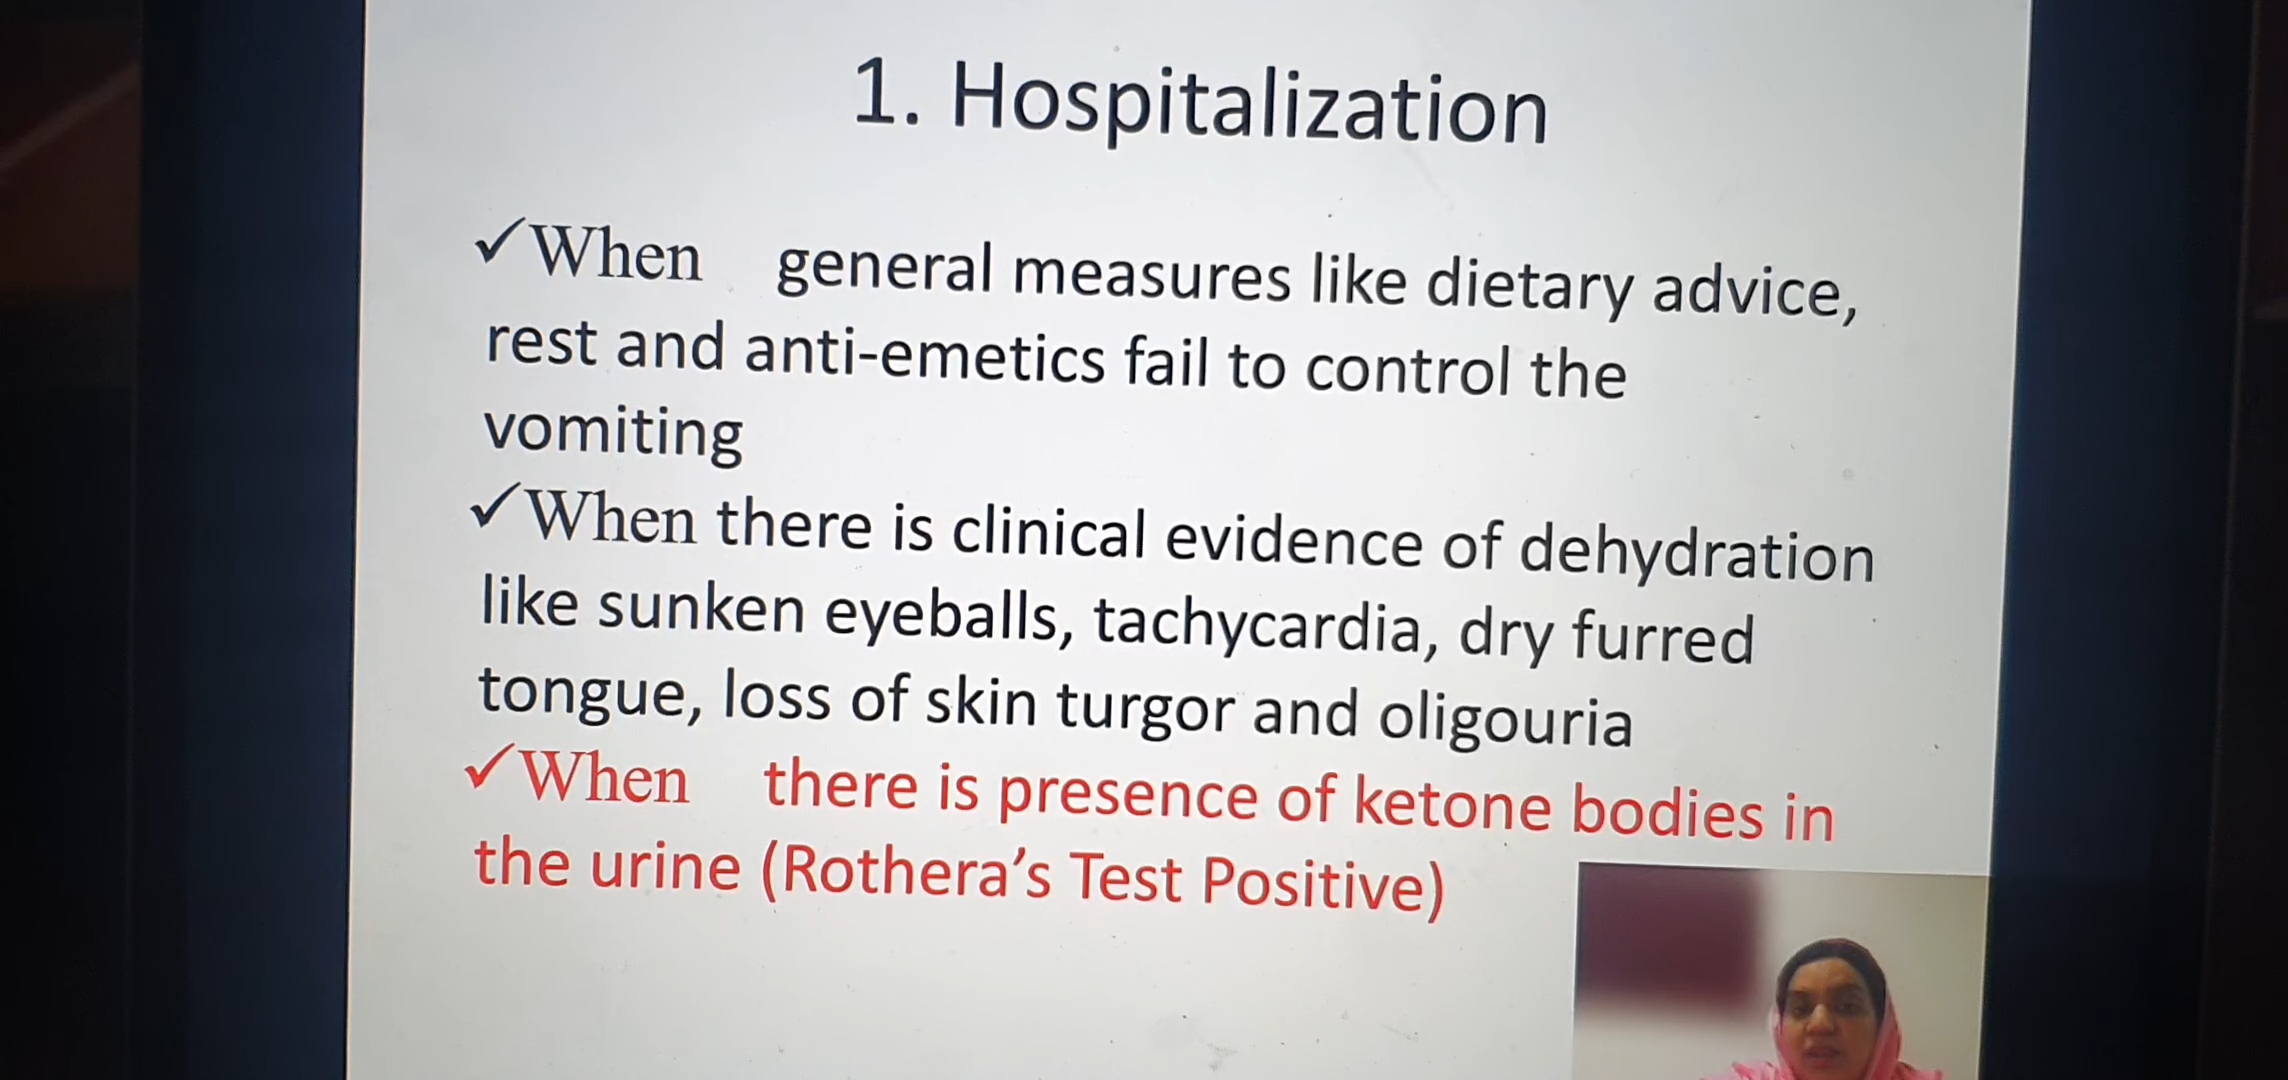 1. Hospitalization
✓When general measures like dietary advice,
rest and anti-emetics fail to control the
vomiting
✓When there is clinical evidence of dehydration
like sunken eyeballs, tachycardia, dry furred
tongue, loss of skin turgor and oligouria
✓When there is presence of ketone bodies in
the urine (Rothera’s Test Positive)